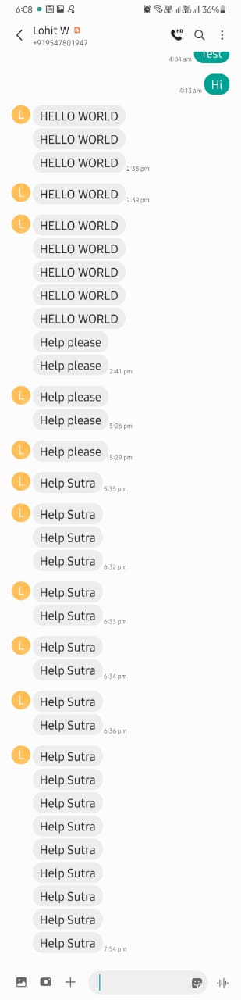 6:08
36%
Lohit W
+919547801947
HD
4:04 am
Test
4:13 am
Hi
L
HELLO WORLD
HELLO WORLD
HELLO WORLD
2:38 pm
L
HELLO WORLD
2:39 pm
L
HELLO WORLD
HELLO WORLD
HELLO WORLD
HELLO WORLD
HELLO WORLD
Help please
Help please
2:41 pm
L
Help please
Help please
5:26 pm
L
Help please
5:29 pm
L
Help Sutra
5:35 pm
L
Help Sutra
Help Sutra
Help Sutra
6:32 pm
L
Help Sutra
Help Sutra
6:33 pm
L
Help Sutra
Help Sutra
6:34 pm
L
Help Sutra
Help Sutra
6:36 pm
L
Help Sutra
Help Sutra
Help Sutra
Help Sutra
Help Sutra
Help Sutra
Help Sutra
Help Sutra
Help Sutra
7:54 pm